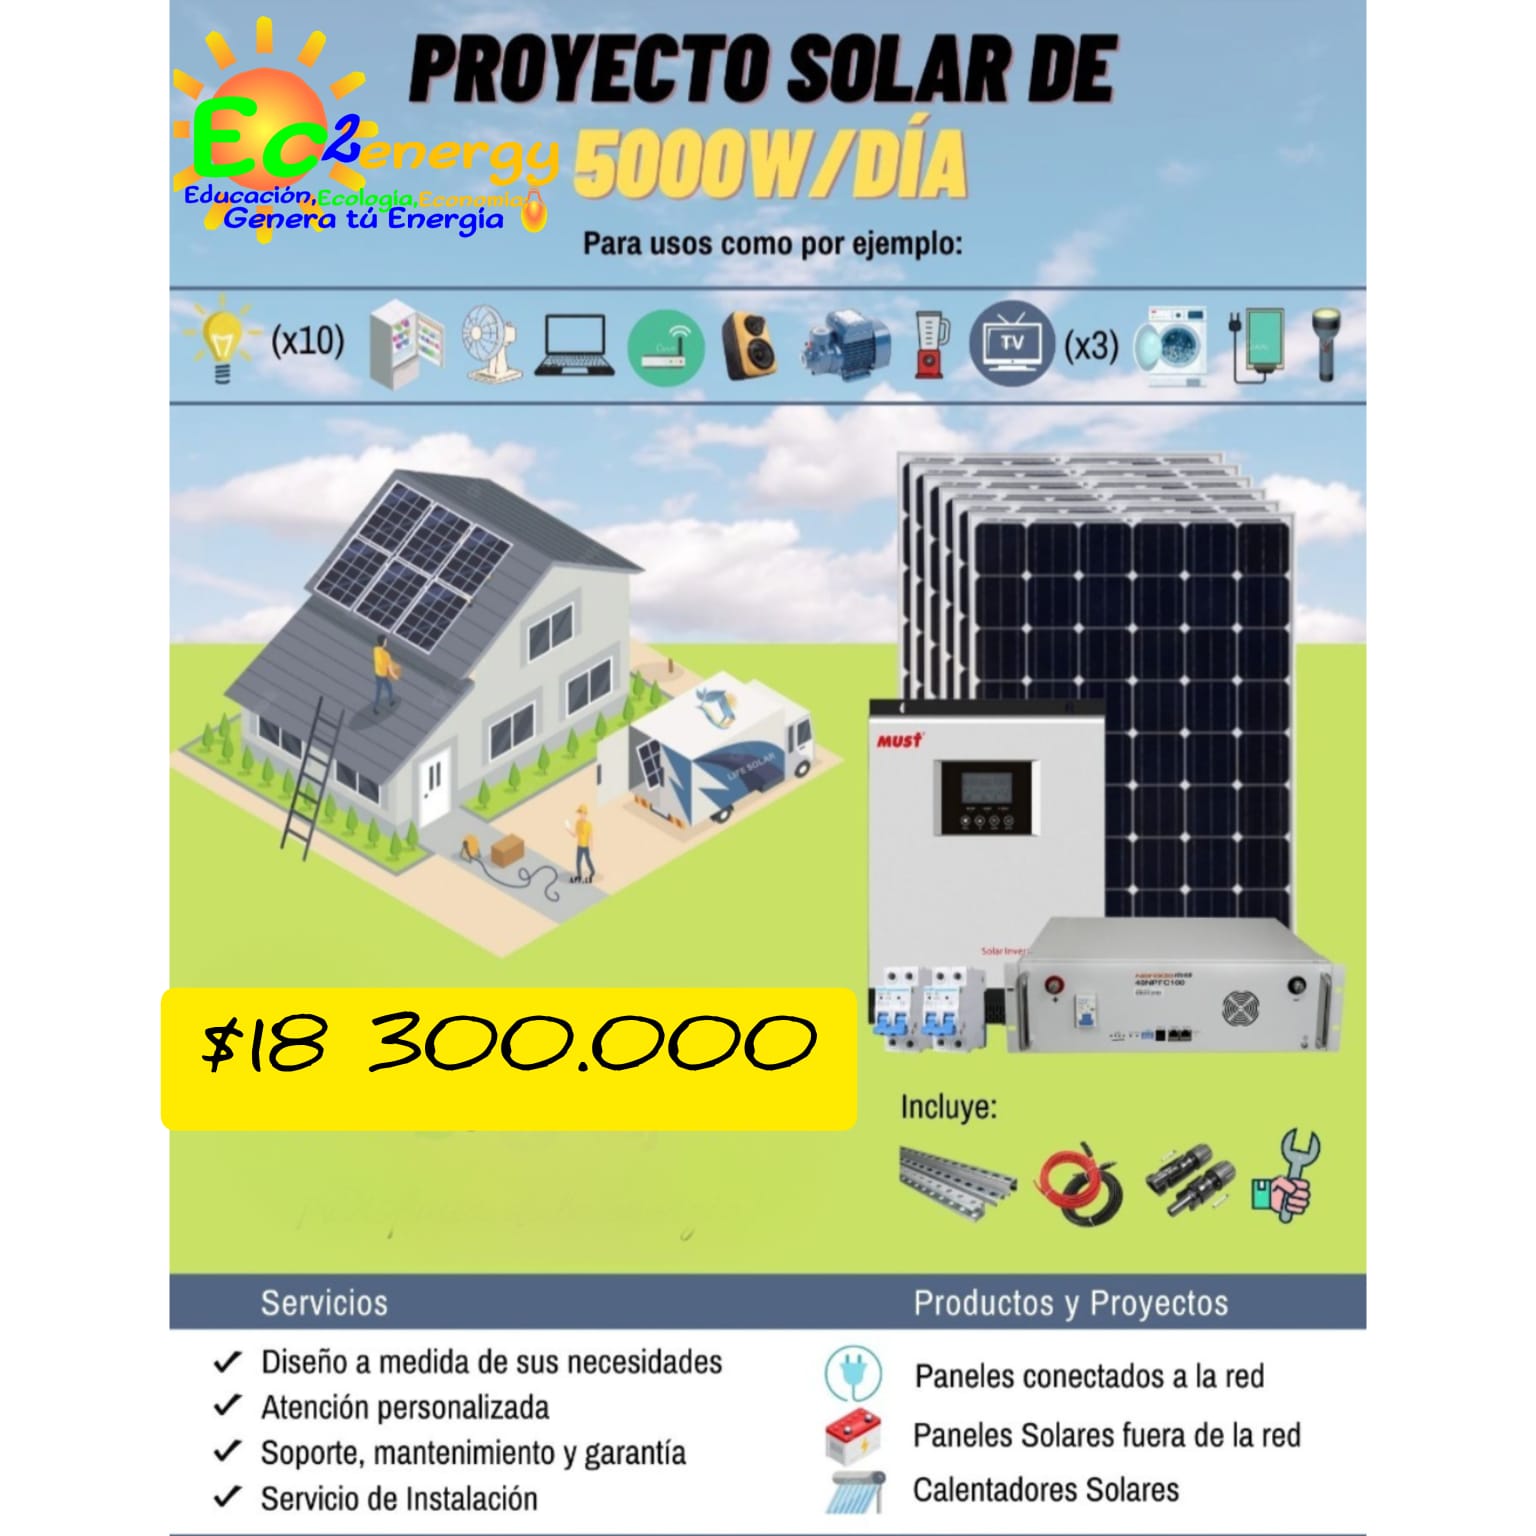 PROYECTO SOLAR DE
5000W/DÍA
Ec2energy
Educación,Ecología,Economía
Genera tú Energía
Para usos como por ejemplo:
(x10)
TV
(x3)
LIFE SOLAR
MUST
$18 300.000
48NPFC100
Incluye:
Servicios
Productos y Proyectos
Diseño a medida de sus necesidades
Atención personalizada
Soporte, mantenimiento y garantía
Servicio de Instalación
Paneles conectados a la red
Paneles Solares fuera de la red
Calentadores Solares